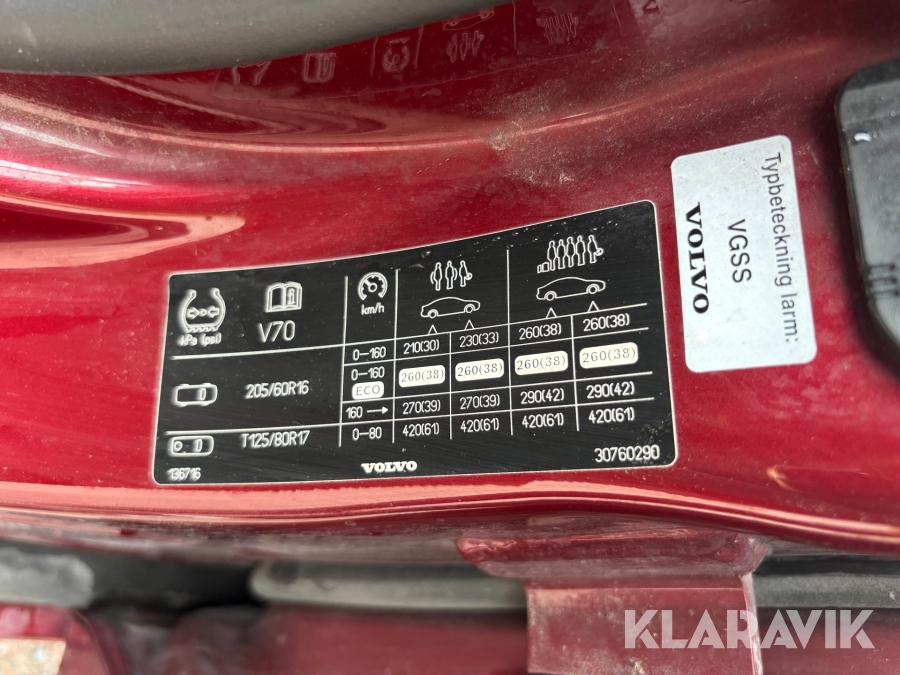 km/h
kPa (psi)
V70
0-160 210(30) 230(33) 260(38) 260(38)
205/60R16
0-160
ECO 260(38) 260(38) 260(38) 260(38)
160 → 270(39) 270(39) 290(42) 290(42)
T125/80R17 0-80 420(61) 420(61) 420(61) 420(61)
136716 VOLVO 30760290
Typbeteckning larm:
VGSS
VOLVO
KLARAVIK